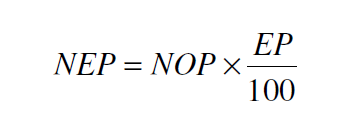 NEP = NOP × EP/100